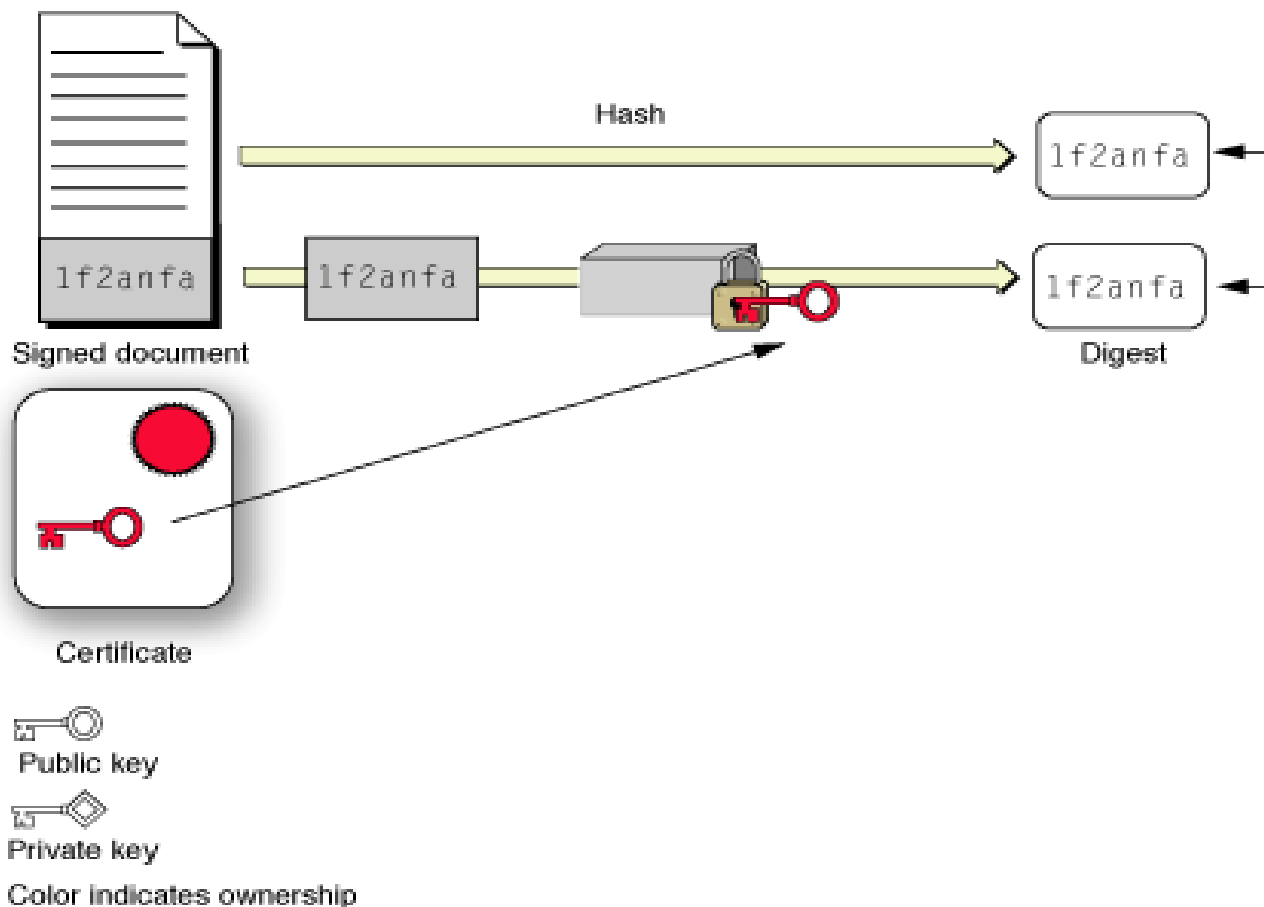 Hash
1f2anfa
1f2anfa
1f2anfa
1f2anfa
Signed document
Digest
Certificate
Public key
Private key
Color indicates ownership